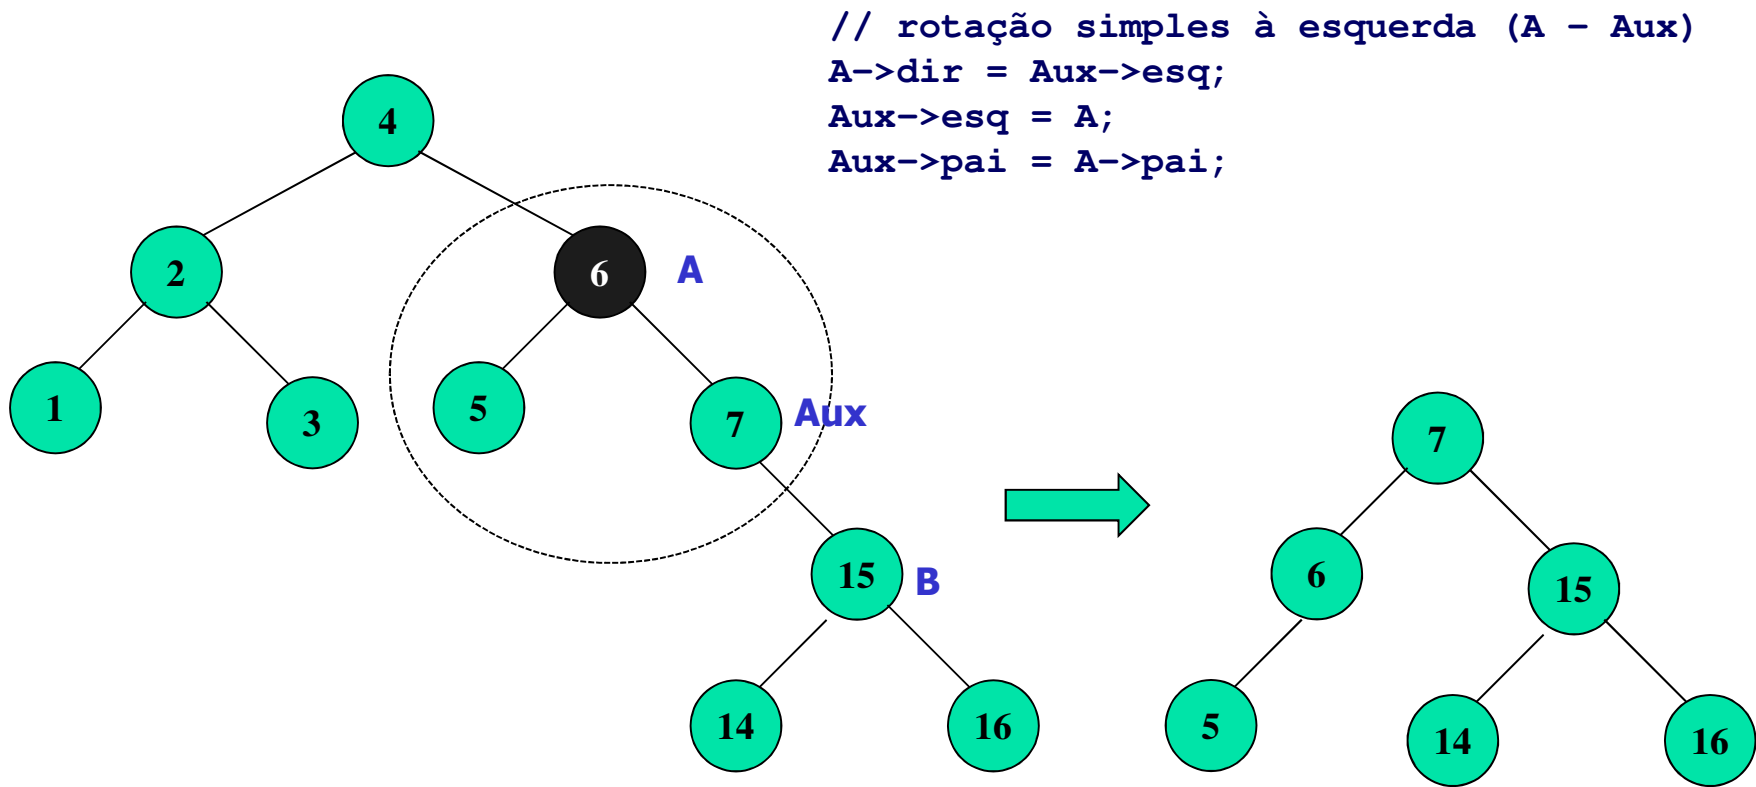 // rotação simples à esquerda (A - Aux)
A->dir = Aux->esq;
Aux->esq = A;
Aux->pai = A->pai;
4
2
6 A
1
3
5
7 Aux
15 B
14
16
7
6
15
5
14
16